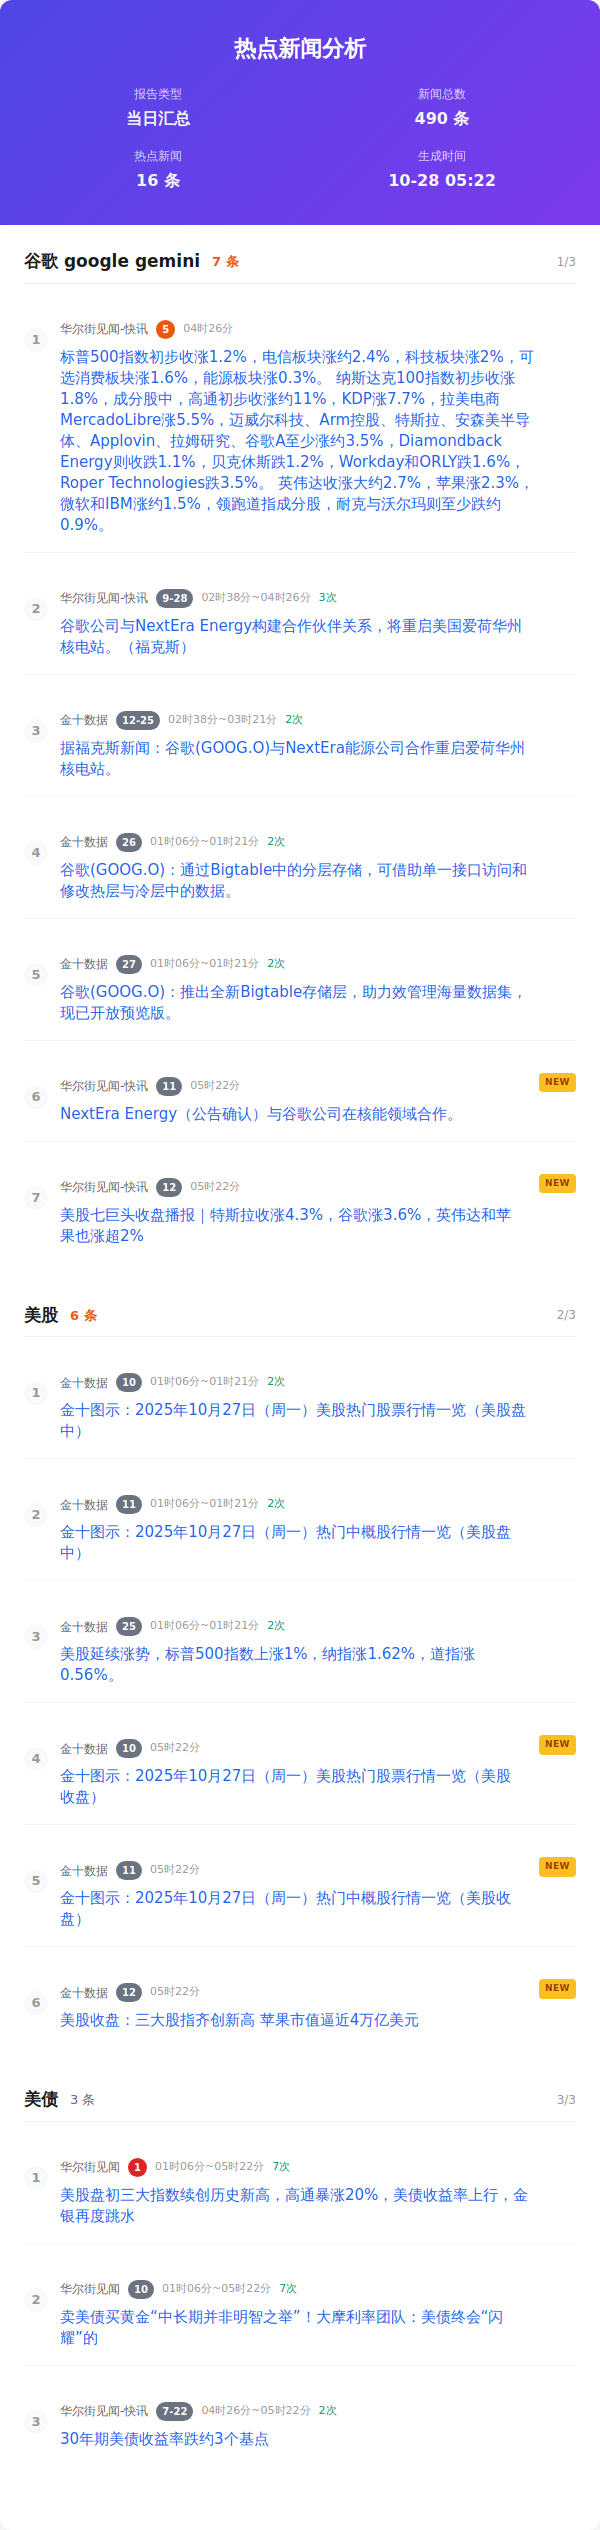 热点新闻分析
报告类型
当日汇总
新闻总数
490 条
热点新闻
16 条
生成时间
10-28 05:22
谷歌 google gemini 7 条 1/3
1
华尔街见闻-快讯 5 04时26分
标普500指数初步收涨1.2%，电信板块涨约2.4%，科技板块涨2%，可
选消费板块涨1.6%，能源板块涨0.3%。 纳斯达克100指数初步收涨
1.8%，成分股中，高通初步收涨约11%，KDP涨7.7%，拉美电商
MercadoLibre涨5.5%，迈威尔科技、Arm控股、特斯拉、安森美半导
体、Applovin、拉姆研究、谷歌A至少涨约3.5%，Diamondback
Energy则收跌1.1%，贝克休斯跌1.2%，Workday和ORLY跌1.6%，
Roper Technologies跌3.5%。 英伟达收涨大约2.7%，苹果涨2.3%，
微软和IBM涨约1.5%，领跑道指成分股，耐克与沃尔玛则至少跌约
0.9%。
2
华尔街见闻-快讯 9-28 02时38分~04时26分 3次
谷歌公司与NextEra Energy构建合作伙伴关系，将重启美国爱荷华州
核电站。（福克斯）
3
金十数据 12-25 02时38分~03时21分 2次
据福克斯新闻：谷歌(GOOG.O)与NextEra能源公司合作重启爱荷华州
核电站。
4
金十数据 26 01时06分~01时21分 2次
谷歌(GOOG.O)：通过Bigtable中的分层存储，可借助单一接口访问和
修改热层与冷层中的数据。
5
金十数据 27 01时06分~01时21分 2次
谷歌(GOOG.O)：推出全新Bigtable存储层，助力效管理海量数据集，
现已开放预览版。
6
华尔街见闻-快讯 11 05时22分 NEW
NextEra Energy（公告确认）与谷歌公司在核能领域合作。
7
华尔街见闻-快讯 12 05时22分 NEW
美股七巨头收盘播报｜特斯拉收涨4.3%，谷歌涨3.6%，英伟达和苹
果也涨超2%
美股 6 条 2/3
1
金十数据 10 01时06分~01时21分 2次
金十图示：2025年10月27日（周一）美股热门股票行情一览（美股盘
中）
2
金十数据 11 01时06分~01时21分 2次
金十图示：2025年10月27日（周一）热门中概股行情一览（美股盘
中）
3
金十数据 25 01时06分~01时21分 2次
美股延续涨势，标普500指数上涨1%，纳指涨1.62%，道指涨
0.56%。
4
金十数据 10 05时22分 NEW
金十图示：2025年10月27日（周一）美股热门股票行情一览（美股
收盘）
5
金十数据 11 05时22分 NEW
金十图示：2025年10月27日（周一）热门中概股行情一览（美股收
盘）
6
金十数据 12 05时22分 NEW
美股收盘：三大股指齐创新高 苹果市值逼近4万亿美元
美债 3 条 3/3
1
华尔街见闻 1 01时06分~05时22分 7次
美股盘初三大指数续创历史新高，高通暴涨20%，美债收益率上行，金
银再度跳水
2
华尔街见闻 10 01时06分~05时22分 7次
卖美债买黄金“中长期并非明智之举”！大摩利率团队：美债终会“闪
耀”的
3
华尔街见闻-快讯 7-22 04时26分~05时22分 2次
30年期美债收益率跌约3个基点